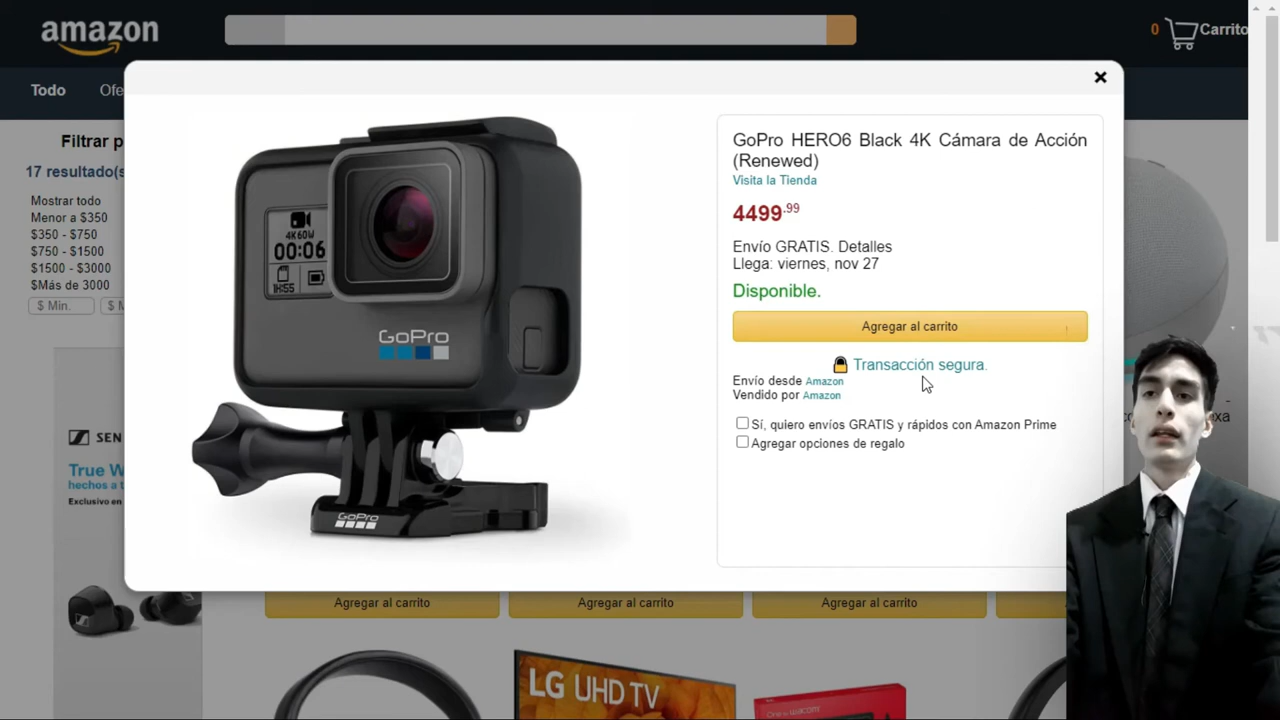 amazon
0 Carrito
Todo Ofe
Filtrar p
17 resultado(s
Mostrar todo
Menor a $350
$350 - $750
$750 - $1500
$1500 - $3000
$Más de 3000
$ Min. $ M
SEN
True W
hechos a t
Exclusivo en
4K60W
00:06
1H55
GoPro
GoPro
GoPro HERO6 Black 4K Cámara de Acción
(Renewed)
Visita la Tienda
4499.99
Envío GRATIS. Detalles
Llega: viernes, nov 27
Disponible.
Agregar al carrito
Transacción segura.
Envío desde Amazon
Vendido por Amazon
Sí, quiero envíos GRATIS y rápidos con Amazon Prime
Agregar opciones de regalo
Agregar al carrito Agregar al carrito Agregar al carrito
LG UHD TV
One by WACOM